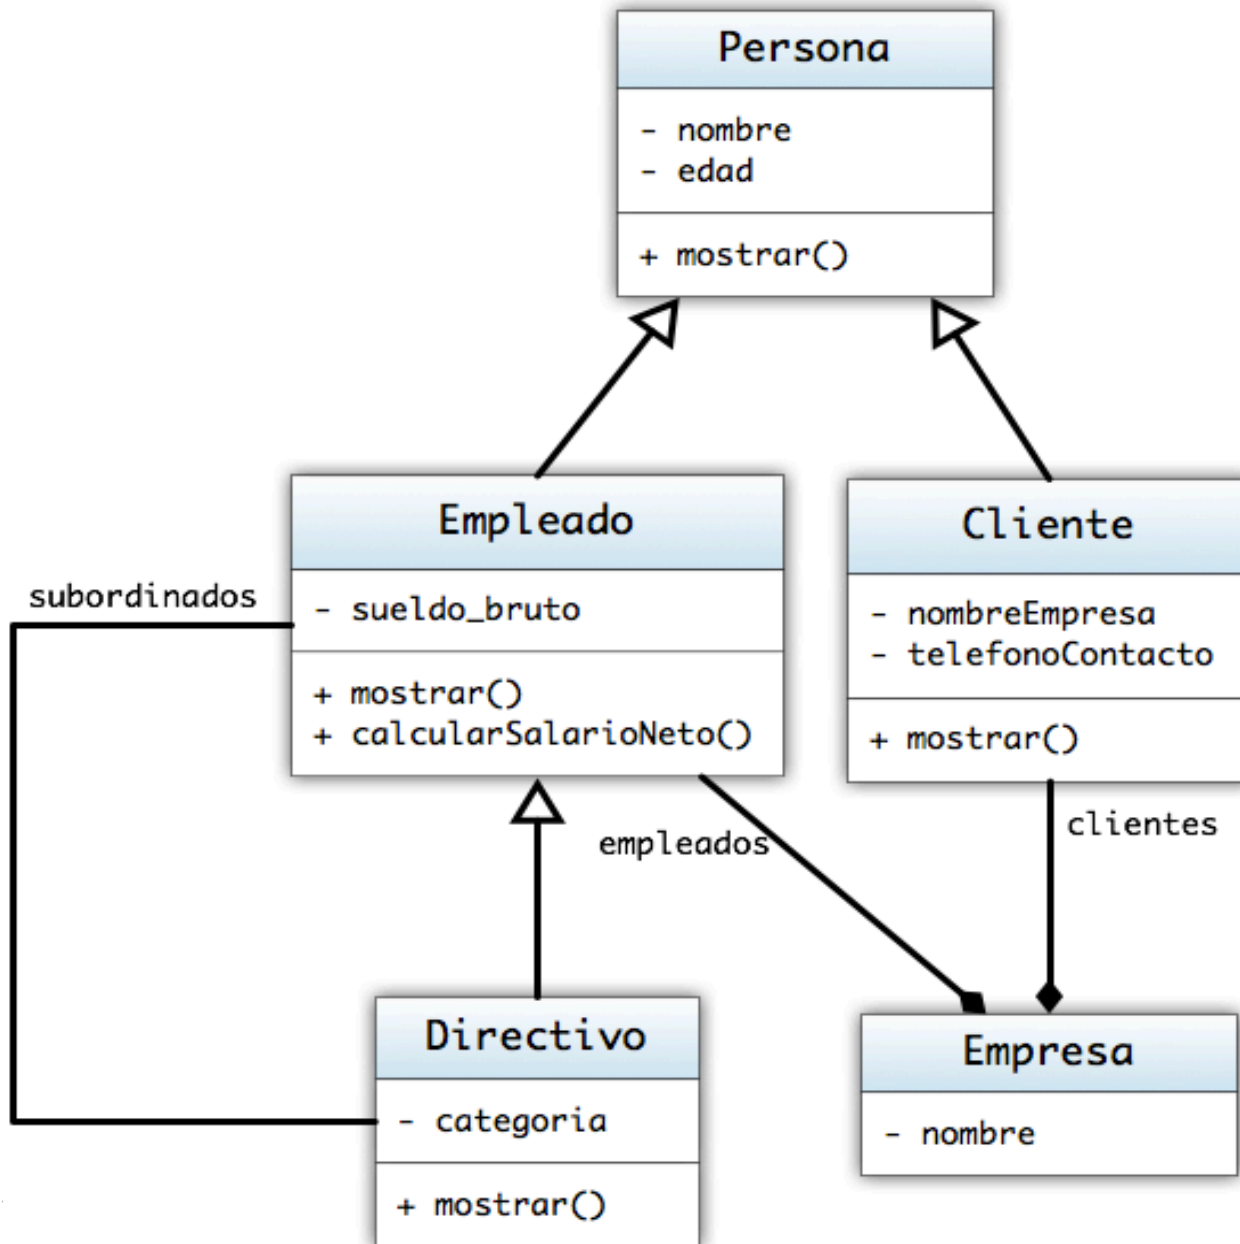 Persona
- nombre
- edad
+ mostrar()
Empleado
- sueldo_bruto
+ mostrar()
+ calcularSalarioNeto()
Cliente
- nombreEmpresa
- telefonoContacto
+ mostrar()
subordinados
empleados
clientes
Directivo
- categoria
+ mostrar()
Empresa
- nombre